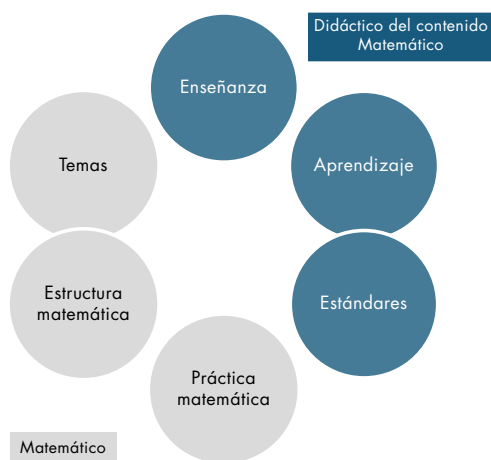 Didáctico del contenido
Matemático
Enseñanza
Temas
Aprendizaje
Estructura
matemática
Estándares
Práctica
matemática
Matemático